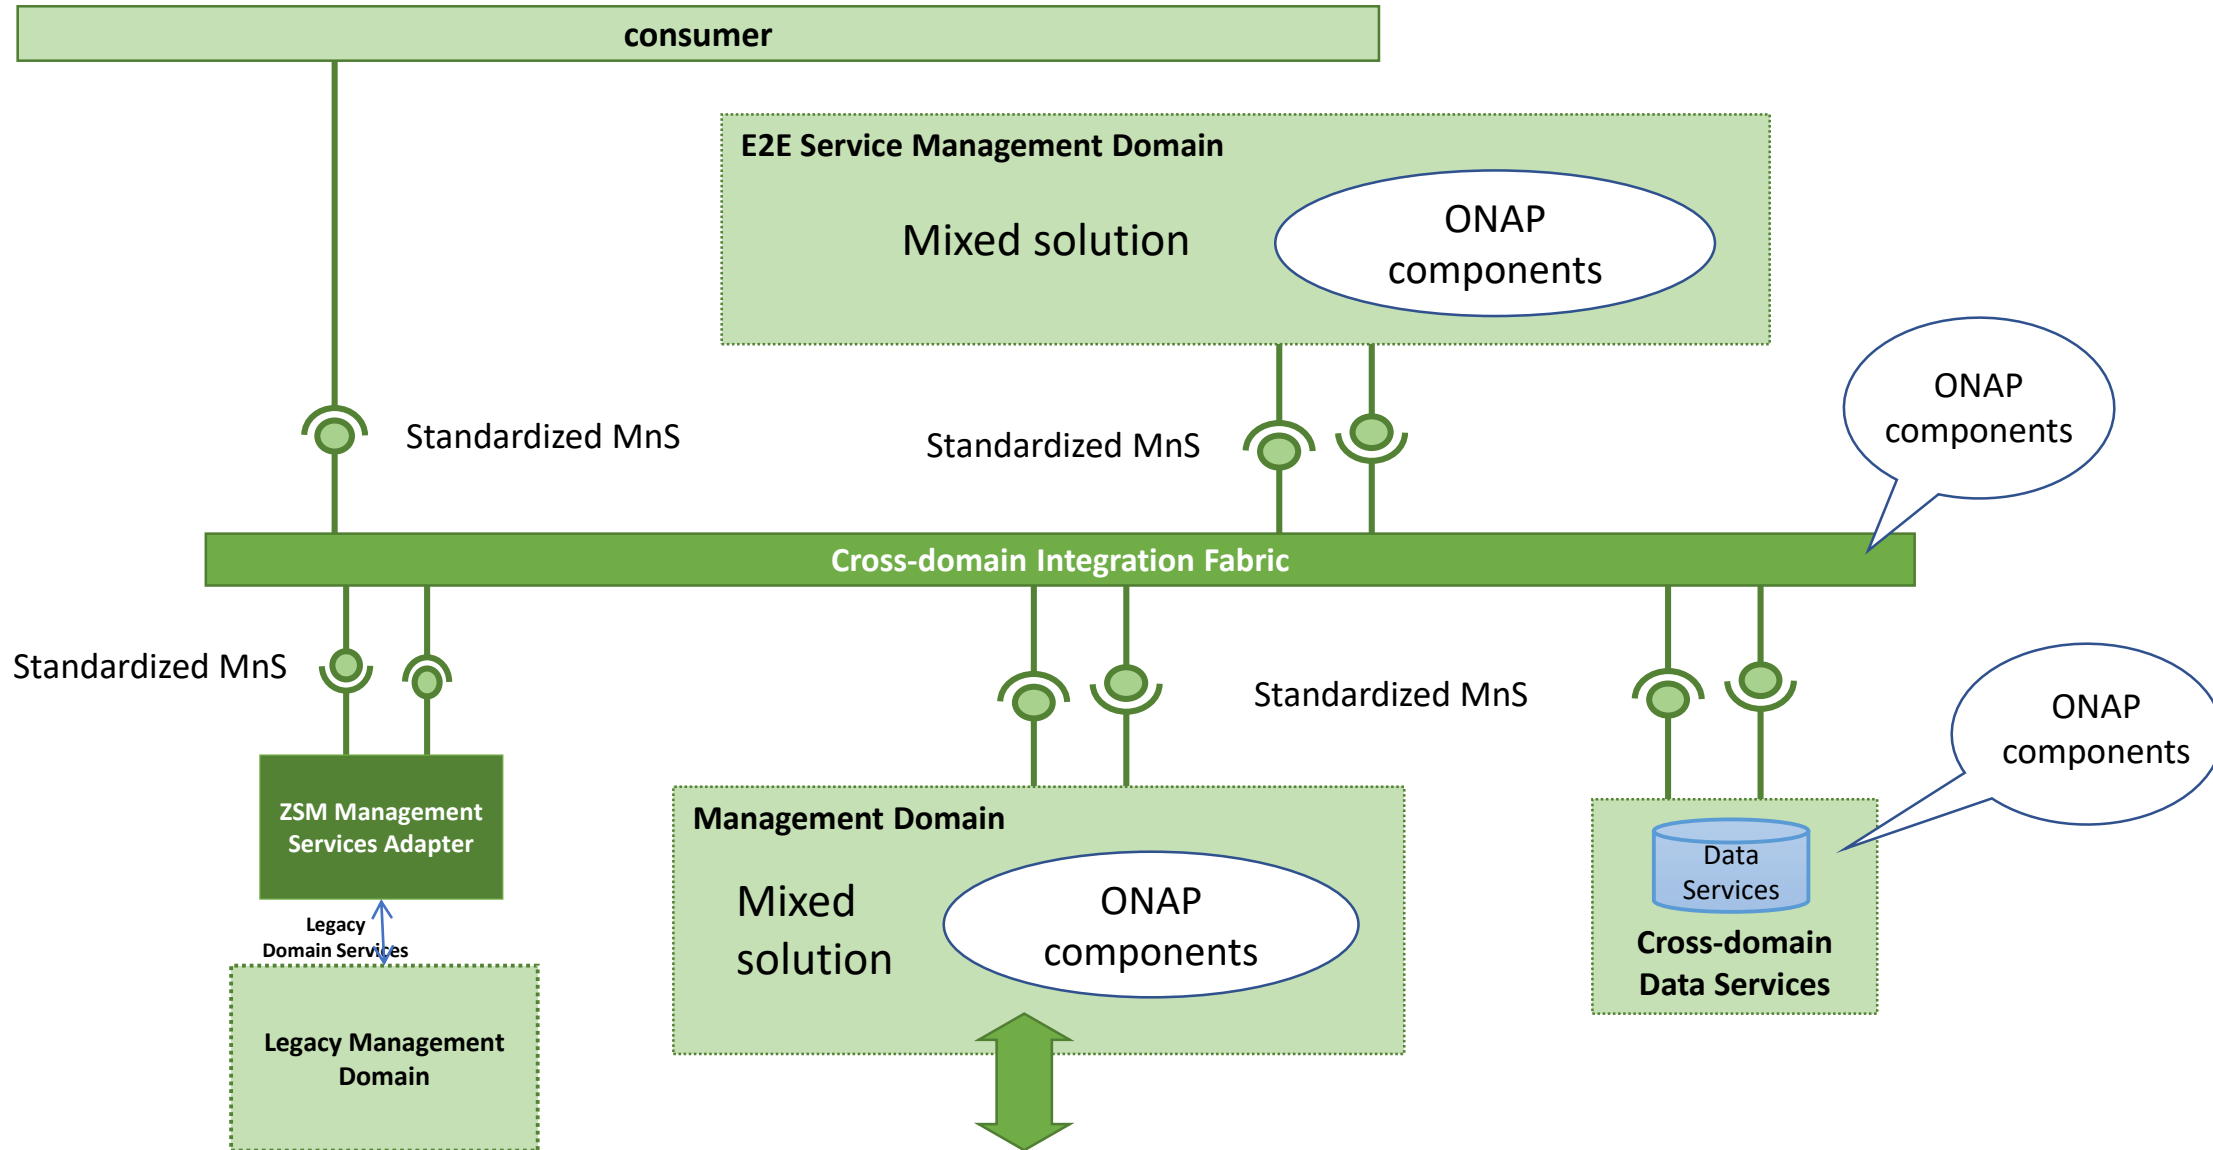 consumer
E2E Service Management Domain
Mixed solution
ONAP
components
ONAP
components
Standardized MnS
Standardized MnS
Cross-domain Integration Fabric
Standardized MnS
Standardized MnS
ONAP
components
ZSM Management
Services Adapter
Management Domain
Mixed
solution
ONAP
components
Data
Services
Cross-domain
Data Services
Legacy
Domain Services
Legacy Management
Domain